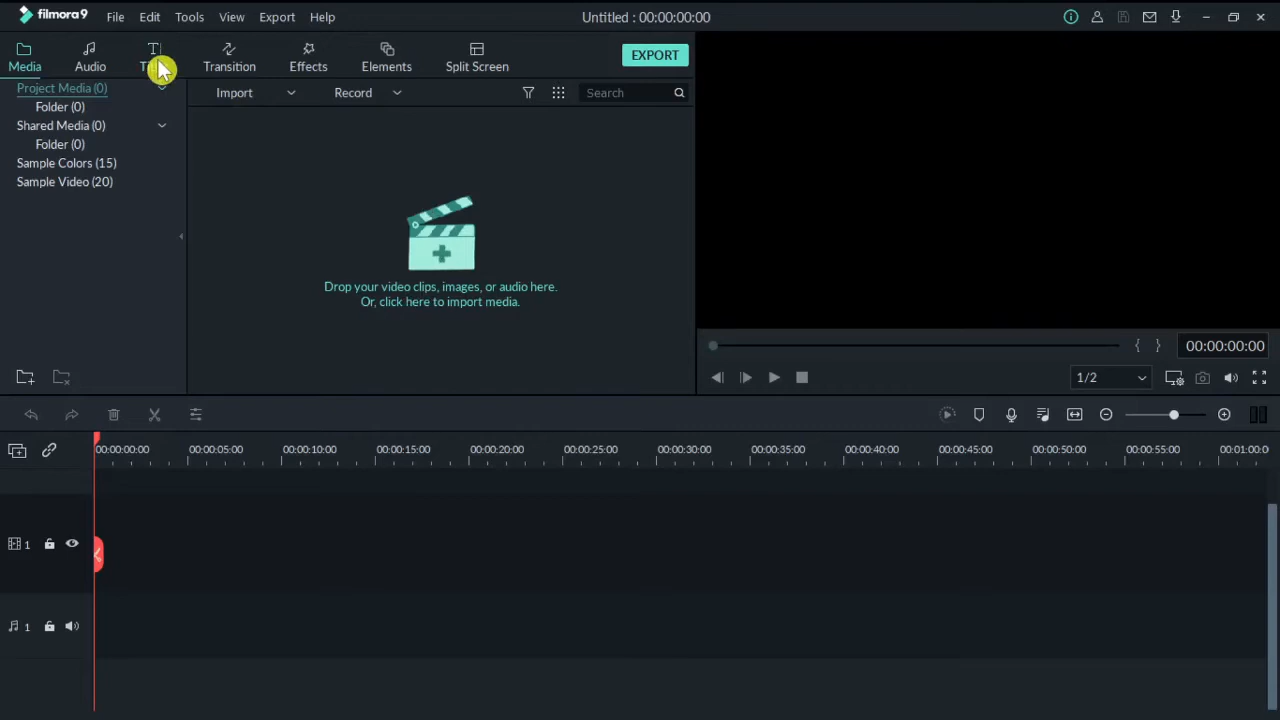 filmora9 File Edit Tools View Export Help Untitled : 00:00:00:00
Media Audio Transition Effects Elements Split Screen EXPORT
Project Media (0)
Folder (0)
Shared Media (0)
Folder (0)
Sample Colors (15)
Sample Video (20)
Import Record Search
Drop your video clips, images, or audio here.
Or, click here to import media.
00:00:00:00
1/2
00:00:00:00 00:00:05:00 00:00:10:00 00:00:15:00 00:00:20:00 00:00:25:00 00:00:30:00 00:00:35:00 00:00:40:00 00:00:45:00 00:00:50:00 00:00:55:00 00:01:00:0
1
1